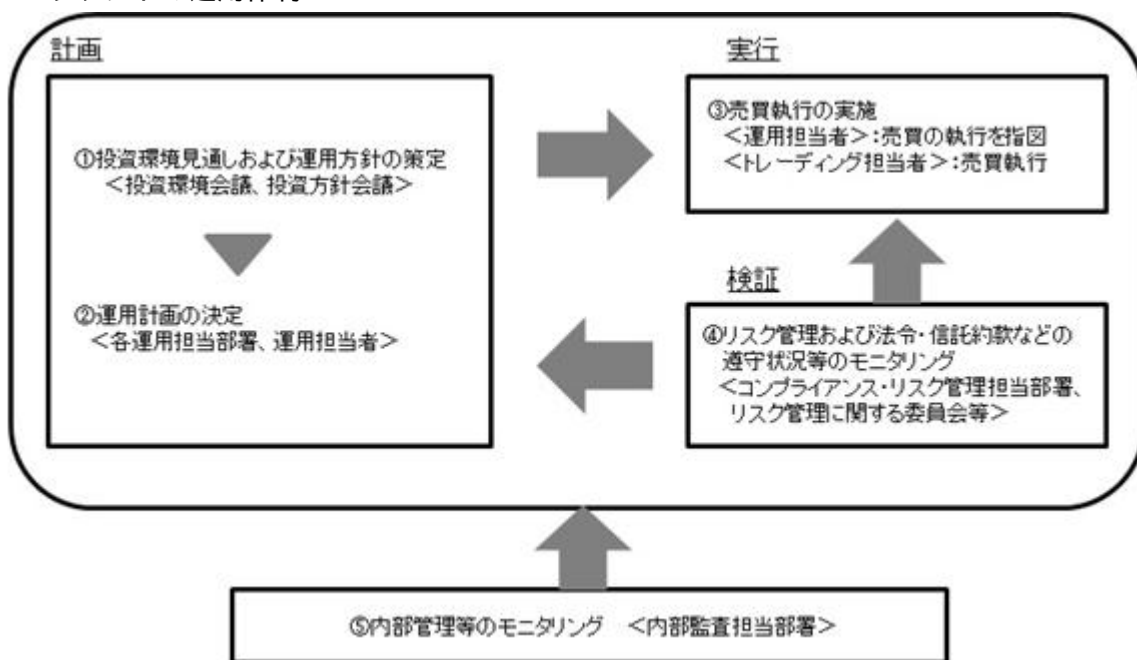 計画
①投資環境見通しおよび運用方針の策定
＜投資環境会議、投資方針会議＞
②運用計画の決定
＜各運用担当部署、運用担当者＞
実行
③売買執行の実施
＜運用担当者＞：売買の執行を指図
＜トレーディング担当者＞：売買執行
検証
④リスク管理および法令・信託約款などの
遵守状況等のモニタリング
＜コンプライアンス・リスク管理担当部署、
リスク管理に関する委員会等＞
⑤内部管理等のモニタリング　＜内部監査担当部署＞